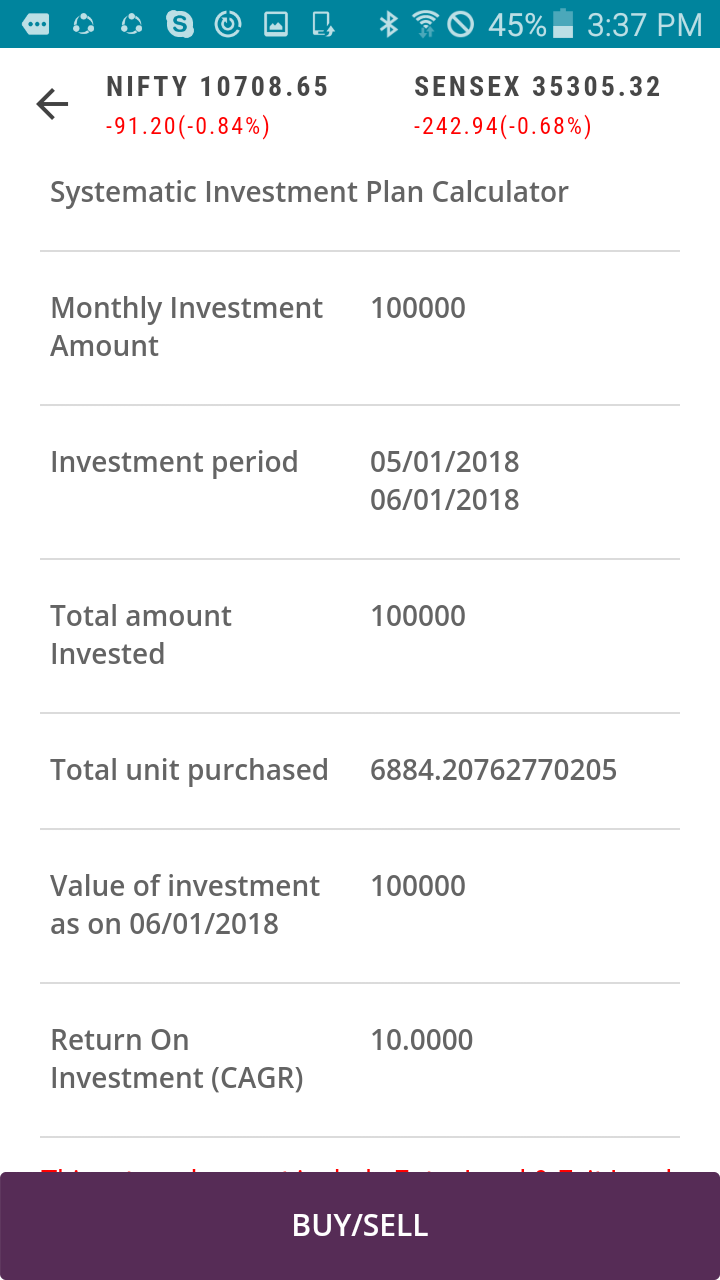 45% 3:37 PM
NIFTY 10708.65 SENSEX 35305.32
-91.20(-0.84%) -242.94(-0.68%)
Systematic Investment Plan Calculator
Monthly Investment 100000
Amount
Investment period 05/01/2018
06/01/2018
Total amount 100000
Invested
Total unit purchased 6884.20762770205
Value of investment 100000
as on 06/01/2018
Return On 10.0000
Investment (CAGR)
BUY/SELL